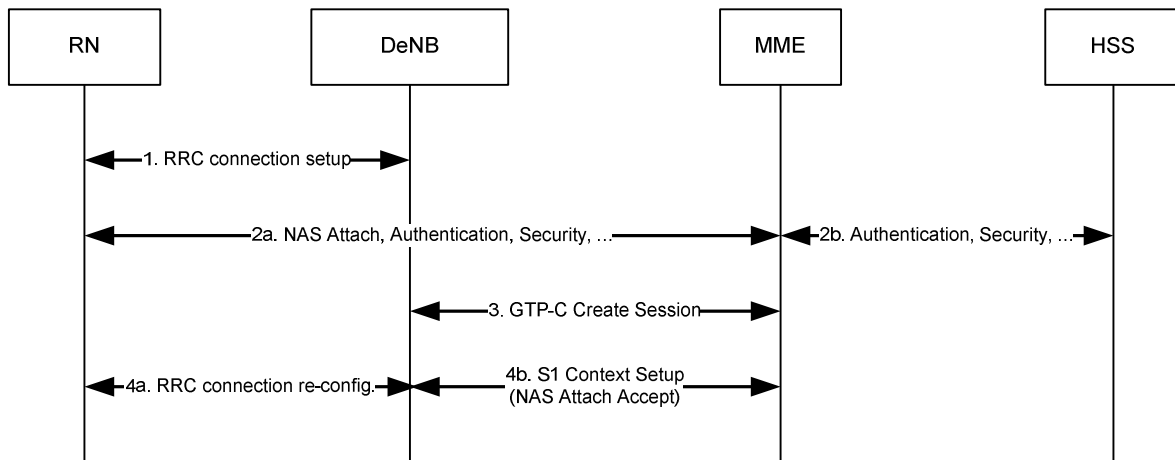 RN
DeNB
MME
HSS
1. RRC connection setup
2a. NAS Attach, Authentication, Security, ...
2b. Authentication, Security, ...
3. GTP-C Create Session
4a. RRC connection re-config.
4b. S1 Context Setup
(NAS Attach Accept)